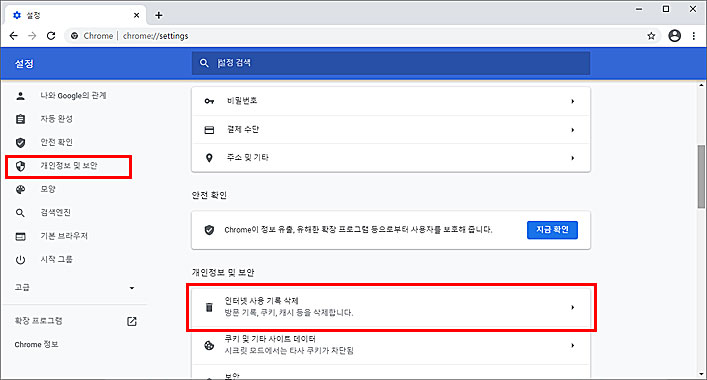 설정
Chrome | chrome://settings
설정
설정 검색
나와 Google의 관계
자동 완성
안전 확인
개인정보 및 보안
모양
검색엔진
기본 브라우저
시작 그룹
고급
확장 프로그램
Chrome 정보
비밀번호
결제 수단
주소 및 기타
안전 확인
Chrome이 정보 유출, 유해한 확장 프로그램 등으로부터 사용자를 보호해 줍니다.
지금 확인
개인정보 및 보안
인터넷 사용 기록 삭제
방문 기록, 쿠키, 캐시 등을 삭제합니다.
쿠키 및 기타 사이트 데이터
시크릿 모드에서는 타사 쿠키가 차단됨
보안